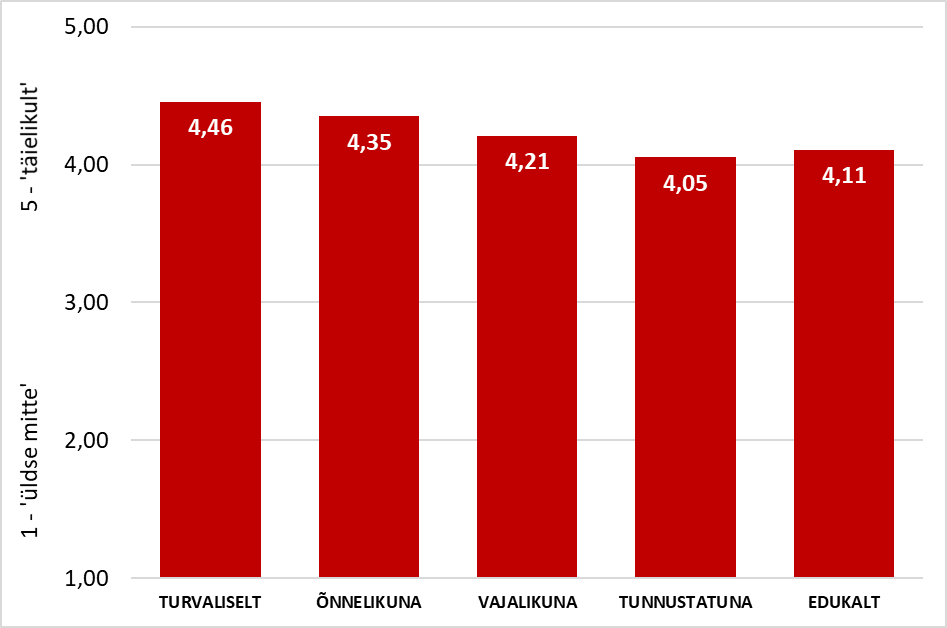 5,00
4,00
3,00
2,00
1,00
5 - 'täielikult'
1 - 'üldse mitte'
4,46
4,35
4,21
4,05
4,11
TURVALISELT
ÕNNELIKUNA
VAJALIKUNA
TUNNUSTATUNA
EDUKALT